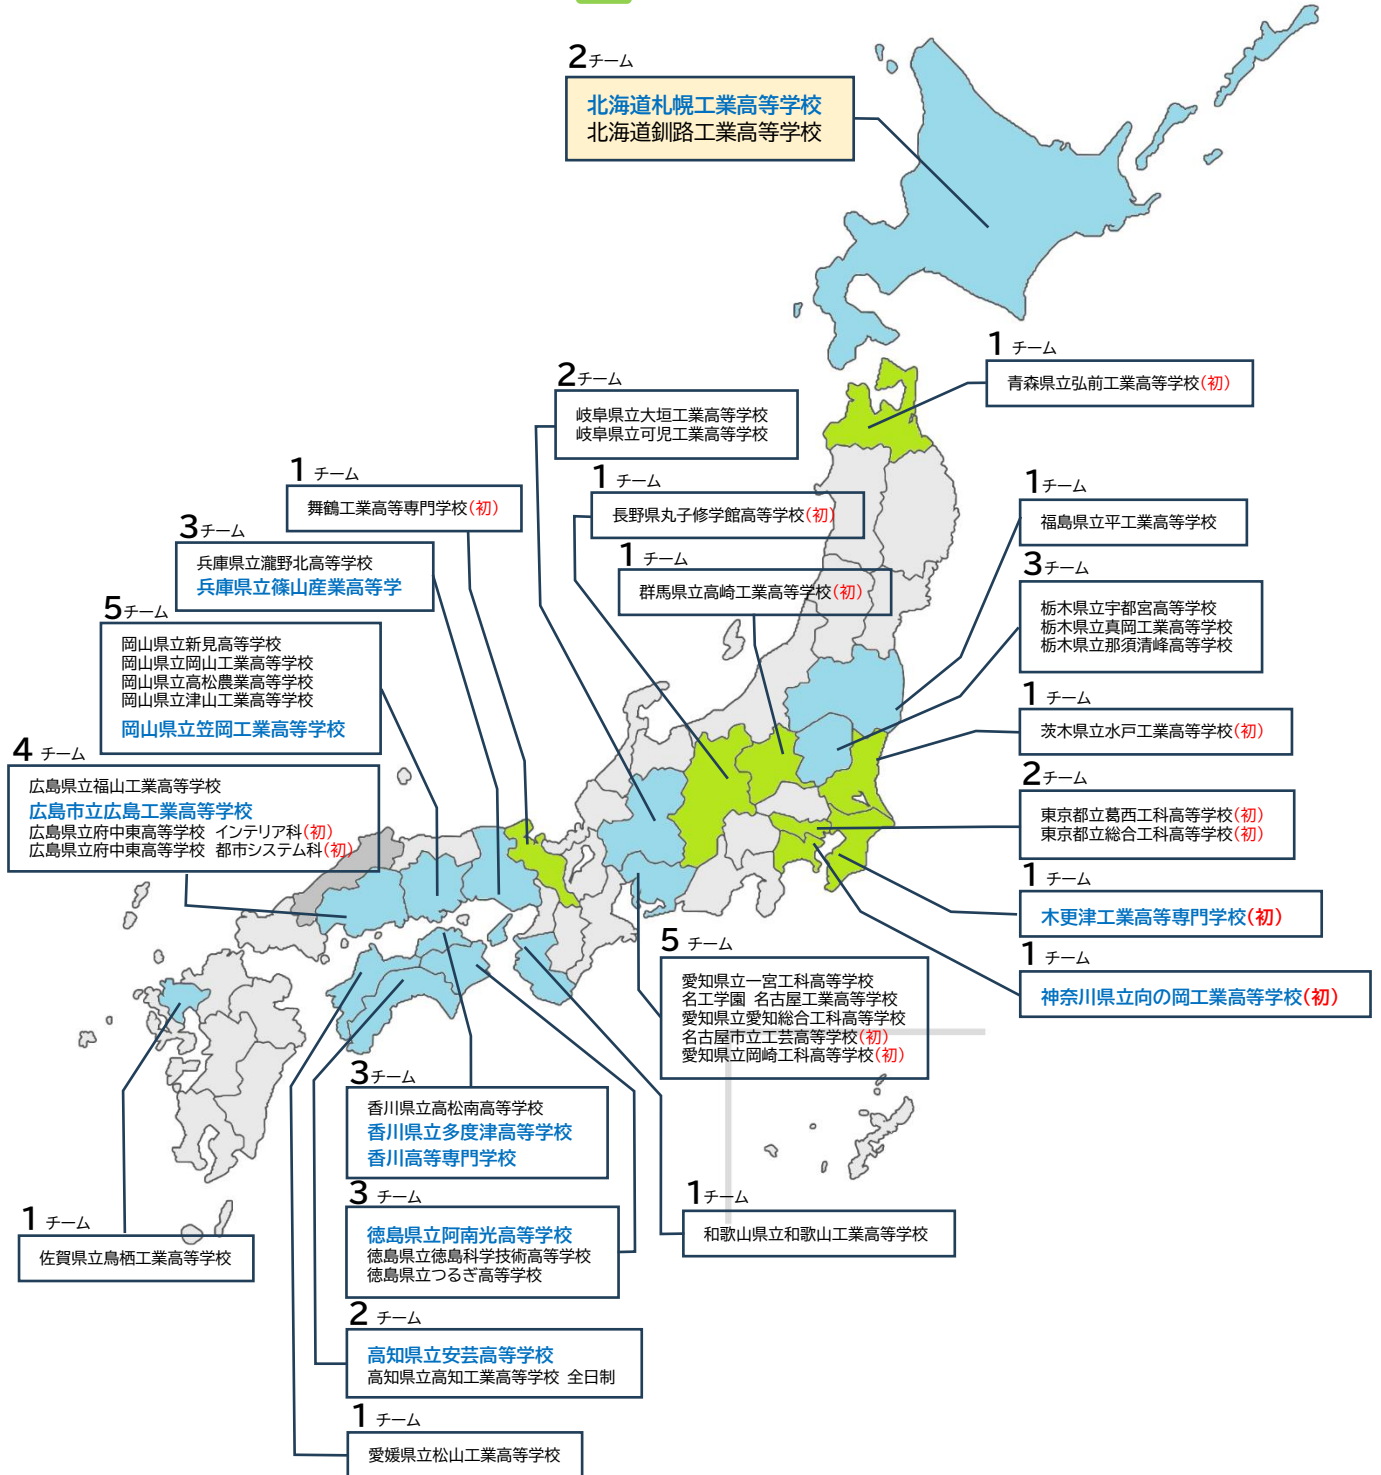 2チーム
北海道札幌工業高等学校
北海道釧路工業高等学校
1 チーム
青森県立弘前工業高等学校(初)
2チーム
岐阜県立大垣工業高等学校
岐阜県立可児工業高等学校
1 チーム
舞鶴工業高等専門学校(初)
1 チーム
長野県丸子修学館高等学校(初)
1チーム
福島県立平工業高等学校
3チーム
兵庫県立瀧野北高等学校
兵庫県立篠山産業高等学
1 チーム
群馬県立高崎工業高等学校(初)
3チーム
栃木県立宇都宮高等学校
栃木県立真岡工業高等学校
栃木県立那須清峰高等学校
5チーム
岡山県立新見高等学校
岡山県立岡山工業高等学校
岡山県立高松農業高等学校
岡山県立津山工業高等学校
岡山県立笠岡工業高等学校
1 チーム
茨木県立水戸工業高等学校(初)
4 チーム
広島県立福山工業高等学校
広島市立広島工業高等学校
広島県立府中東高等学校 インテリア科(初)
広島県立府中東高等学校 都市システム科(初)
2チーム
東京都立葛西工科高等学校(初)
東京都立総合工科高等学校(初)
1 チーム
木更津工業高等専門学校(初)
1 チーム
神奈川県立向の岡工業高等学校(初)
5 チーム
愛知県立一宮工科高等学校
名工学園 名古屋工業高等学校
愛知県立愛知総合工科高等学校
名古屋市立工芸高等学校(初)
愛知県立岡崎工科高等学校(初)
3チーム
香川県立高松南高等学校
香川県立多度津高等学校
香川高等専門学校
3 チーム
徳島県立阿南光高等学校
徳島県立徳島科学技術高等学校
徳島県立つるぎ高等学校
1チーム
和歌山県立和歌山工業高等学校
1 チーム
佐賀県立鳥栖工業高等学校
2 チーム
高知県立安芸高等学校
高知県立高知工業高等学校 全日制
1 チーム
愛媛県立松山工業高等学校